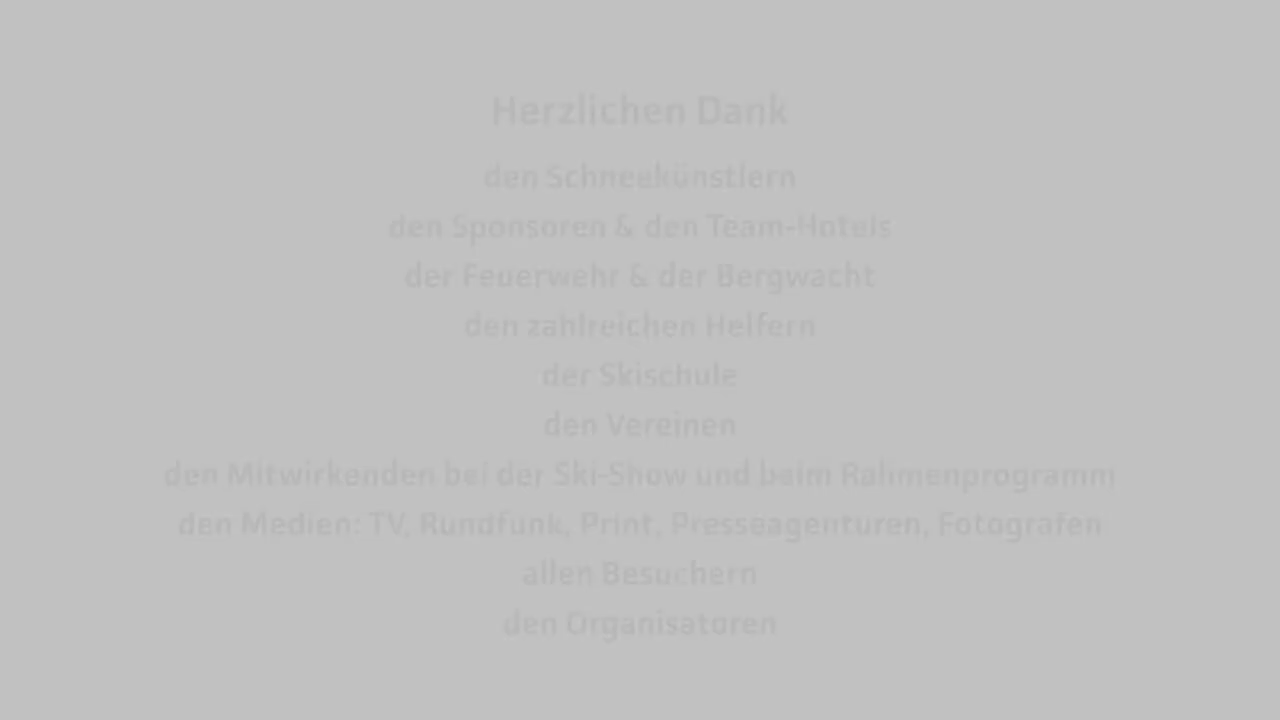 Herzlichen Dank
den Schneekünstlern
den Sponsoren & den Team-Hotels
der Feuerwehr & der Bergwacht
den zahlreichen Helfern
der Skischule
den Vereinen
den Mitwirkenden bei der Ski-Show und beim Rahmenprogramm
den Medien: TV, Rundfunk, Print, Presseagenturen, Fotografen
allen Besuchern
den Organisatoren